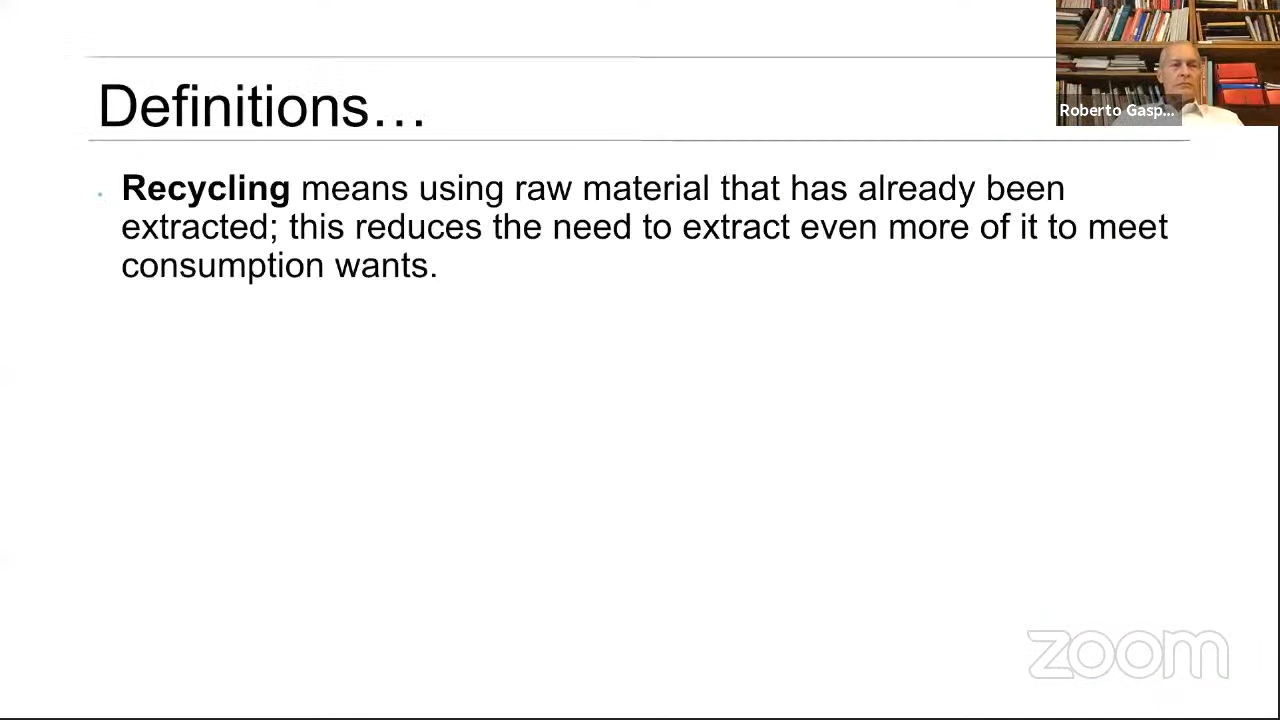 Definitions…
Roberto Gasp...
Recycling means using raw material that has already been
extracted; this reduces the need to extract even more of it to meet
consumption wants.
zoom